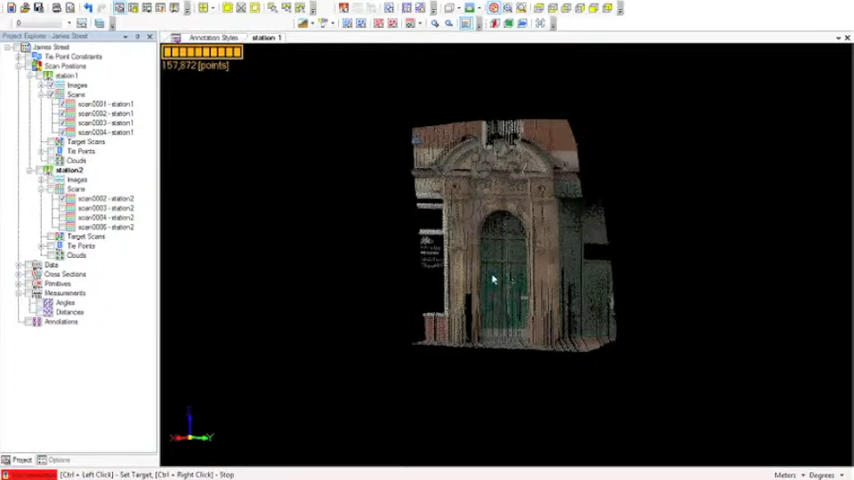 0
Project Explorer - James Street
Annotation Styles
station 1
James Street
157,872 [points]
Tie Point Constraints
Scan Positions
station1
Images
Scans
scan0001 - station1
scan0002 - station1
scan0003 - station1
scan0004 - station1
Target Scans
Tie Points
Clouds
station2
Images
Scans
scan0002 - station2
scan0003 - station2
scan0004 - station2
scan0005 - station2
Target Scans
Tie Points
Clouds
Data
Cross Sections
Primitives
Measurements
Angles
Distances
Annotations
Z
X
Y
Project
Options
[Ctrl + Left Click] - Set Target, [Ctrl + Right Click] - Stop
Meters
Degrees